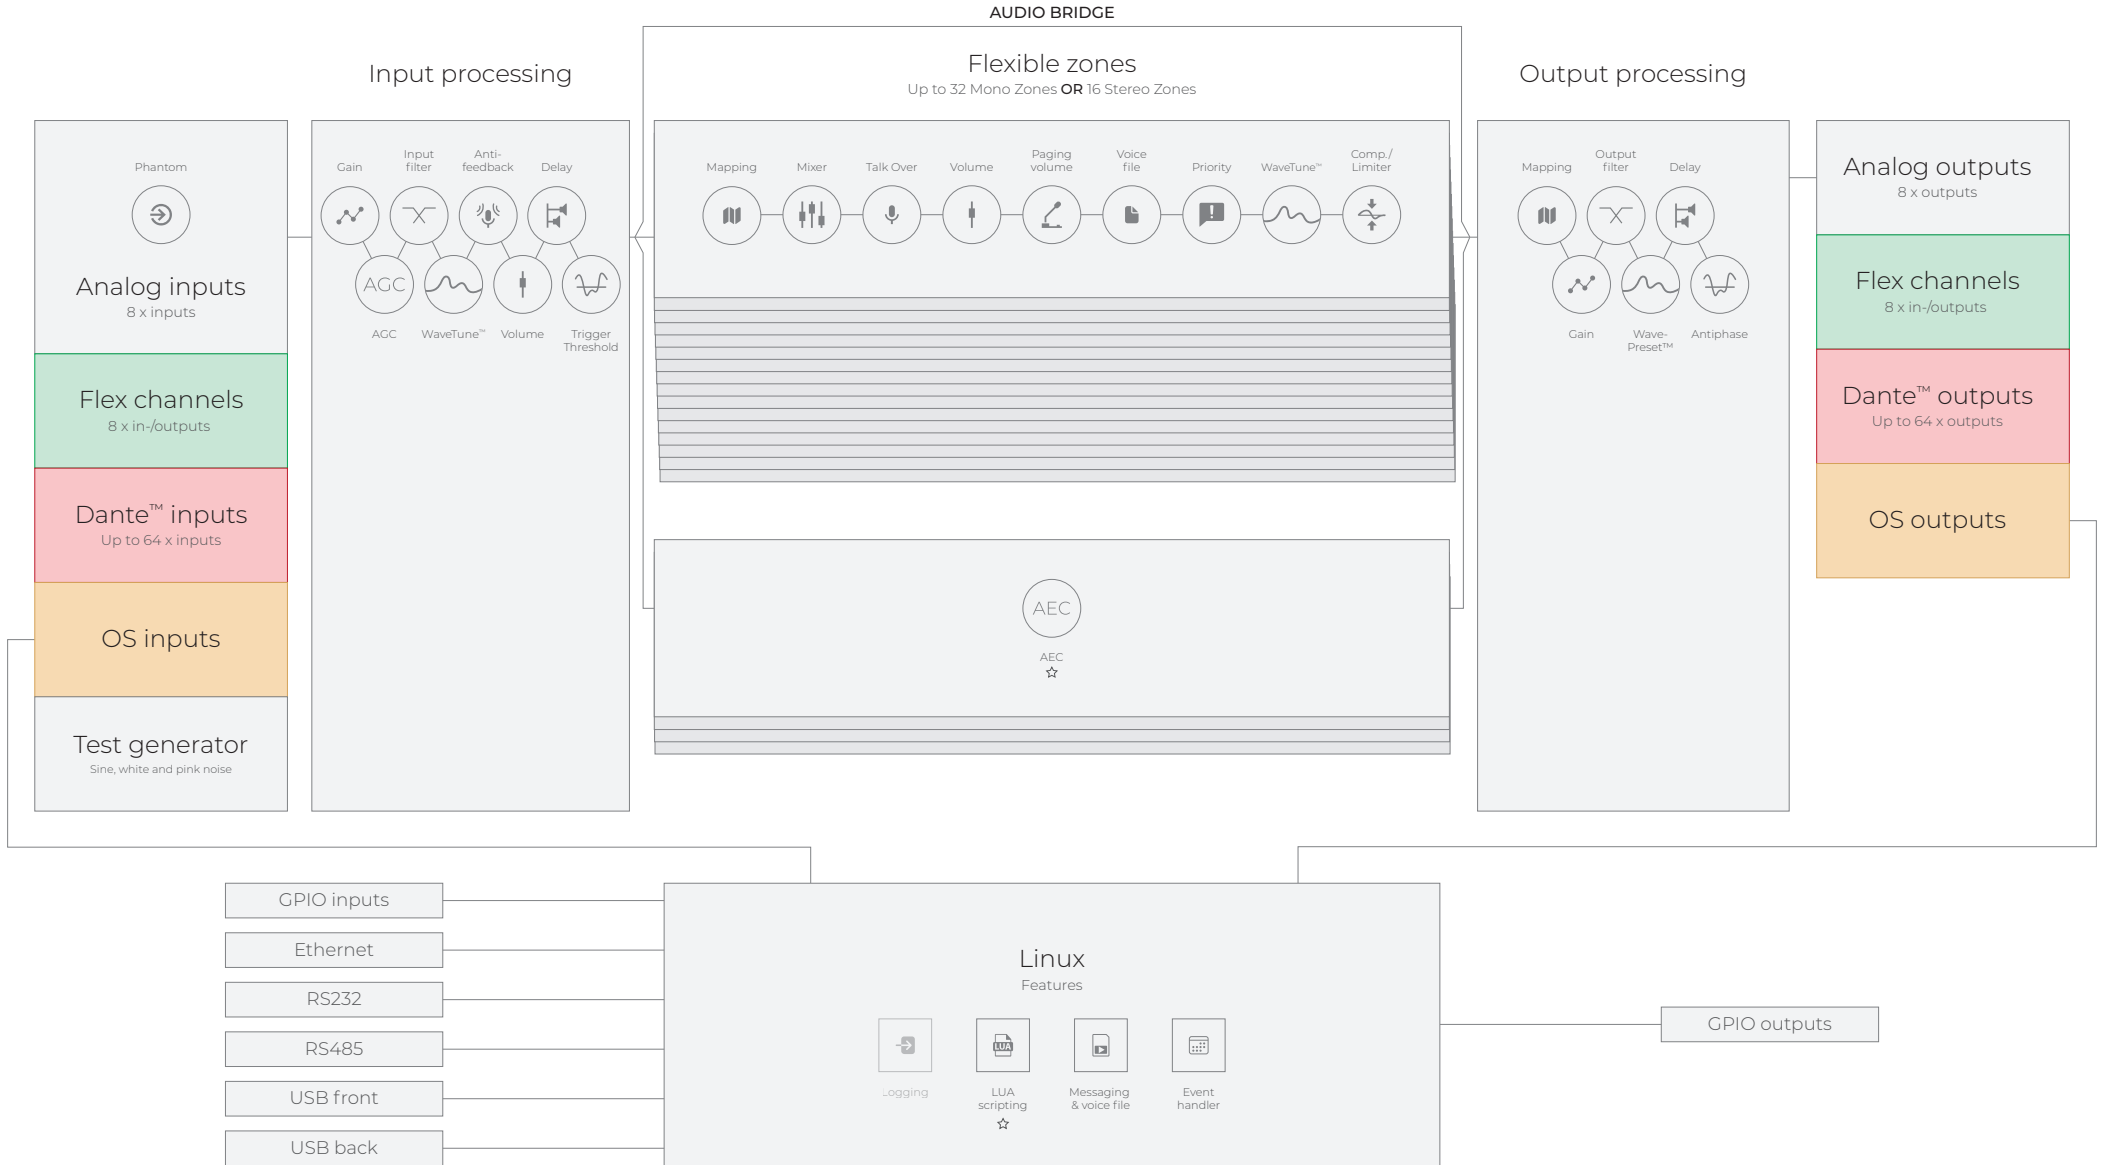 AUDIO BRIDGE
Input processing
Flexible zones
Up to 32 Mono Zones OR 16 Stereo Zones
Output processing
Phantom
Analog inputs
8 x inputs
Flex channels
8 x in-/outputs
Dante™ inputs
Up to 64 x inputs
OS inputs
Test generator
Sine, white and pink noise
Gain
Input
filter
Anti-
feedback
Delay
AGC
AGC
WaveTune™
Volume
Trigger
Threshold
Mapping
Mixer
Talk Over
Volume
Paging
volume
Voice
file
Priority
WaveTune™
Comp./
Limiter
AEC
AEC
Mapping
Output
filter
Delay
Gain
Wave-
Preset™
Antiphase
Analog outputs
8 x outputs
Flex channels
8 x in-/outputs
Dante™ outputs
Up to 64 x outputs
OS outputs
GPIO inputs
Ethernet
RS232
RS485
USB front
USB back
Linux
Features
Logging
LUA
LUA
scripting
Messaging
& voice file
Event
handler
GPIO outputs